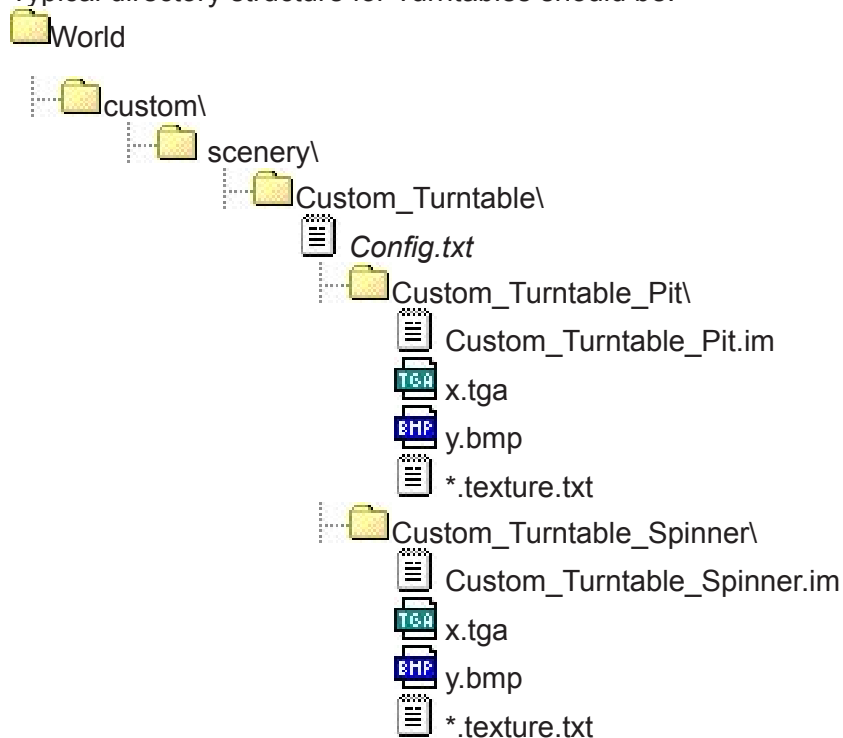 Typical directory structure for Turntables should be:
World
custom\
scenery\
Custom_Turntable\
Config.txt
Custom_Turntable_Pit\
Custom_Turntable_Pit.im
TGA x.tga
BMP y.bmp
*.texture.txt
Custom_Turntable_Spinner\
Custom_Turntable_Spinner.im
TGA x.tga
BMP y.bmp
*.texture.txt